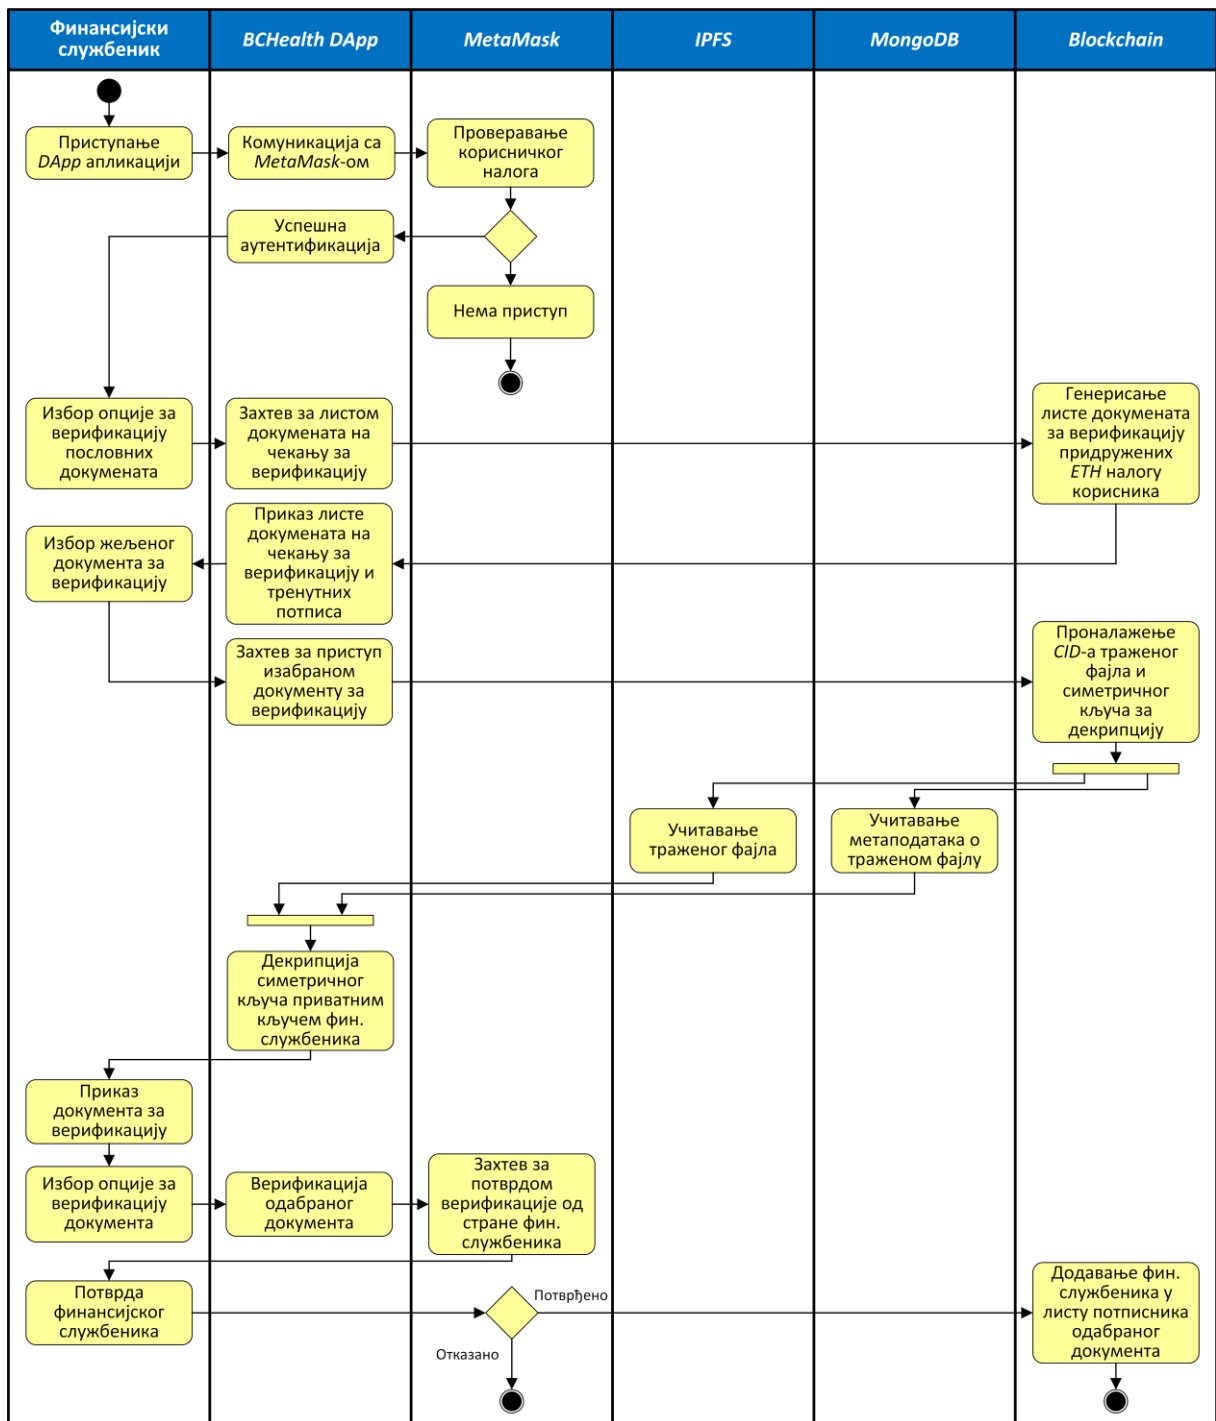 Финансијски
службеник
BCHealth DApp
MetaMask
IPFS
MongoDB
Blockchain
Приступање
DApp апликацији
Комуникација са
MetaMask-ом
Проверавање
корисничког
налога
Успешна
аутентификација
Нема приступ
Избор опције за
верификацију
пословних
докумената
Захтев за листом
докумената на
чекању за
верификацију
Генерисање
листе докумената
за верификацију
придружених
ETH налогу
корисника
Приказ листе
докумената на
чекању за
верификацију и
тренутних
потписа
Избор жељеног
документа за
верификацију
Захтев за приступ
изабраном
документу за
верификацију
Проналажење
CID-а траженог
фајла и
симетричног
кључа за
декрипцију
Учитавање
траженог фајла
Учитавање
метаподатака о
траженом фајлу
Декрипција
симетричног
кључа приватним
кључем фин.
службеника
Приказ
документа за
верификацију
Избор опције за
верификацију
документа
Верификација
одабраног
документа
Захтев за
потврдом
верификације од
стране фин.
службеника
Потврда
финансијског
службеника
Потврђено
Отказано
Додавање фин.
службеника у
листу потписника
одабраног
документа